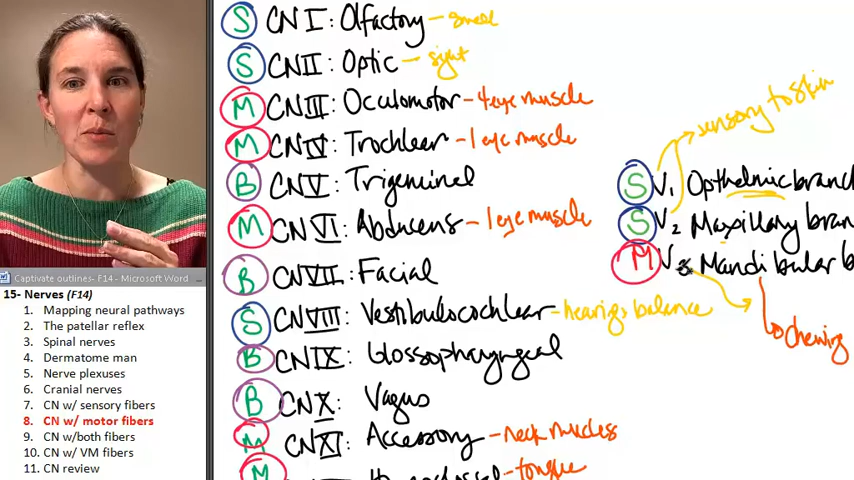 S CN I: Olfactory - smell
S CN II: Optic - sight
M CN III: Occulomotor - 4 eye muscle
M CN IV: Trochlear - 1 eye muscle
B CN V: Trigeminal
M CN VI: Abducens - 1 eye muscle
B CN VII: Facial
S CN VIII: Vestibulocochlear - hearing, balance
B CN IX: Glossopharyngeal
B CN X: Vagus
M CN XI: Accessory - neck muscles
M - tongue
sensory to skin
S V1 Opthelmic branch
S V2 Maxillary bran
M V3 Mandibular b
chewing
Captivate outlines- F14 - Microsoft Word
15- Nerves (F14)
1. Mapping neural pathways
2. The patellar reflex
3. Spinal nerves
4. Dermatome man
5. Nerve plexuses
6. Cranial nerves
7. CN w/ sensory fibers
8. CN w/ motor fibers
9. CN w/both fibers
10. CN w/ VM fibers
11. CN review